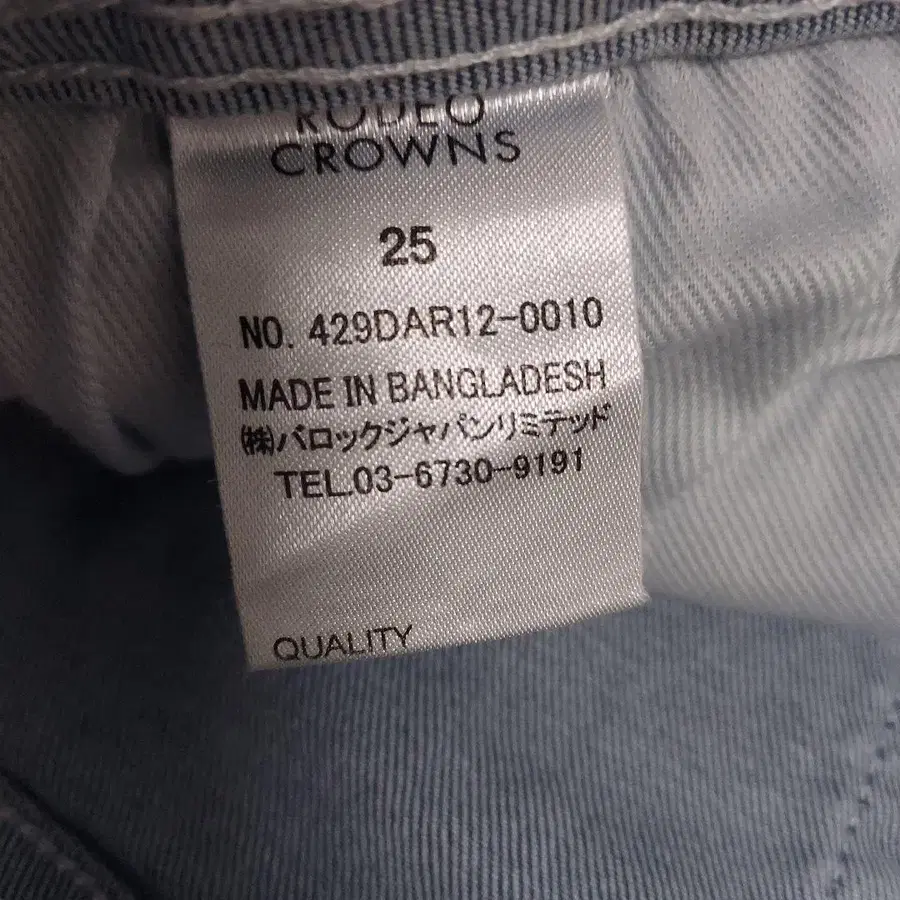 RODEO
CROWNS
25
NO. 429DAR12-0010
MADE IN BANGLADESH
㈱バロックジャパンリミテッド
TEL.03-6730-9191
QUALITY